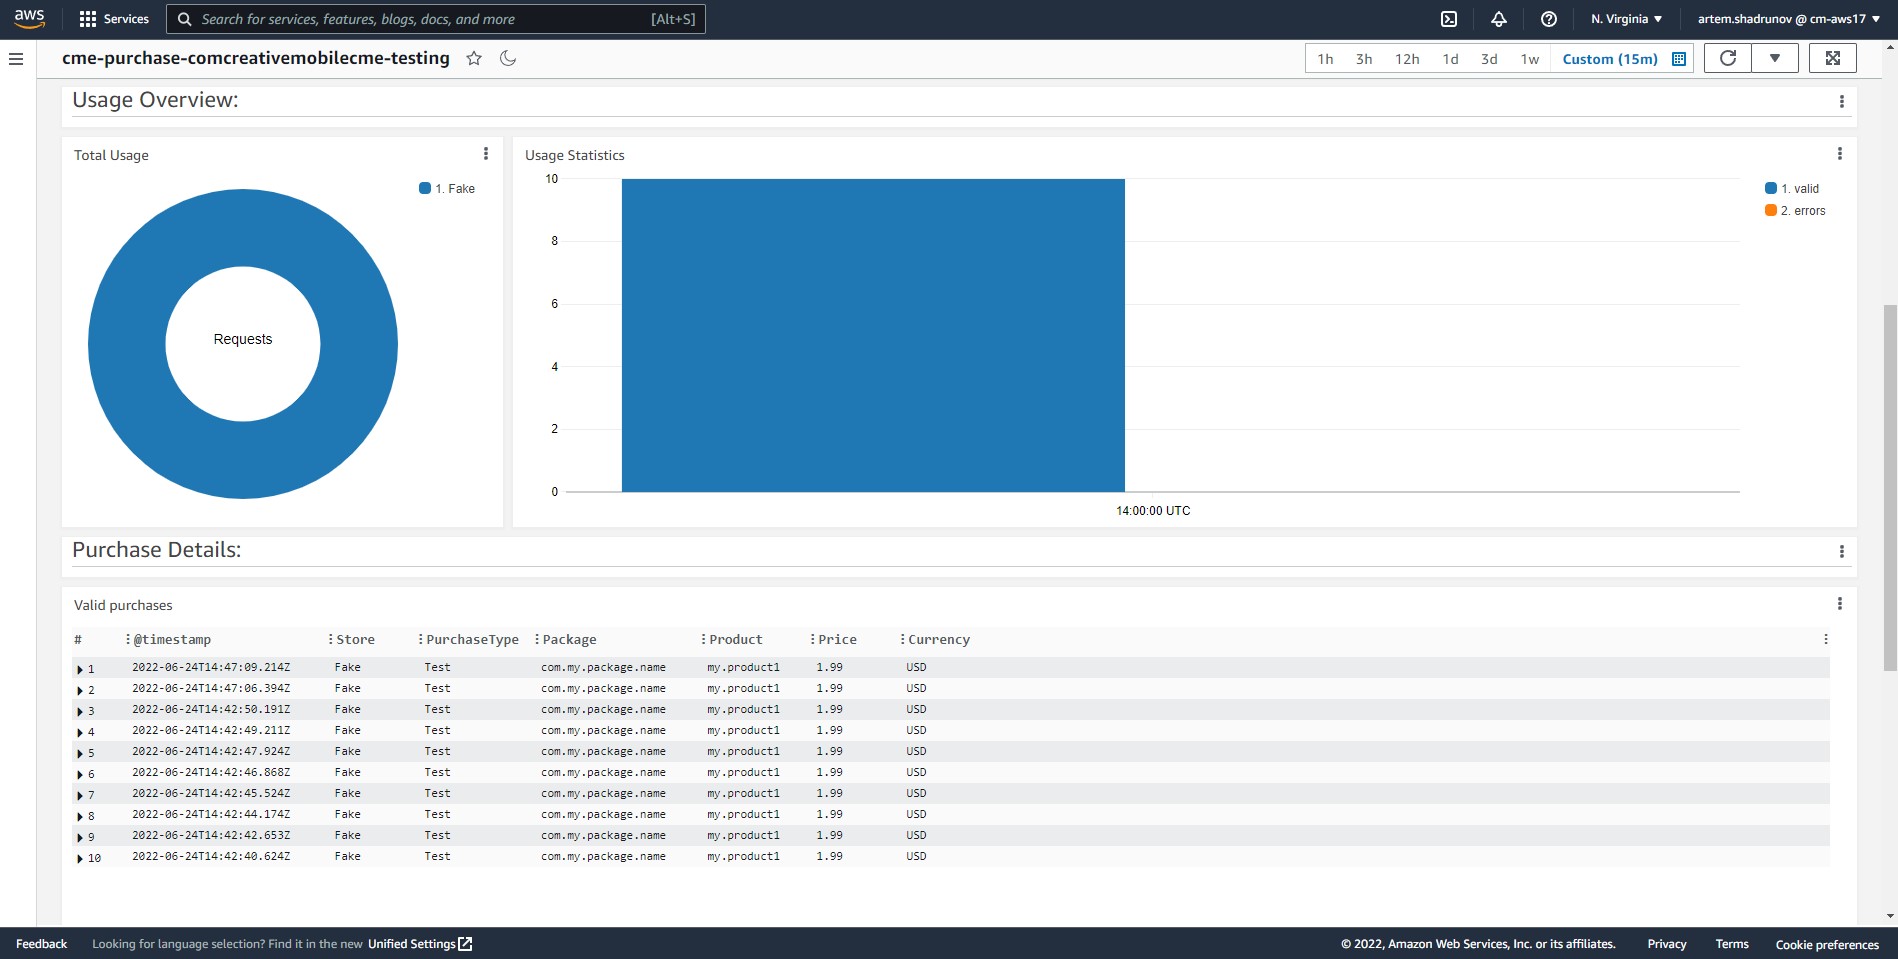 aws Services Search for services, features, blogs, docs, and more [Alt+S] N. Virginia artem.shadrunov @ cm-aws17
cme-purchase-comcreativemobilecme-testing 1h 3h 12h 1d 3d 1w Custom (15m)
Usage Overview:
Total Usage
1. Fake
Requests
Usage Statistics
10
8
6
4
2
0
14:00:00 UTC
1. valid
2. errors
Purchase Details:
Valid purchases
# @timestamp Store PurchaseType Package Product Price Currency
1 2022-06-24T14:47:09.214Z Fake Test com.my.package.name my.product1 1.99 USD
2 2022-06-24T14:47:06.394Z Fake Test com.my.package.name my.product1 1.99 USD
3 2022-06-24T14:42:50.191Z Fake Test com.my.package.name my.product1 1.99 USD
4 2022-06-24T14:42:49.211Z Fake Test com.my.package.name my.product1 1.99 USD
5 2022-06-24T14:42:47.924Z Fake Test com.my.package.name my.product1 1.99 USD
6 2022-06-24T14:42:46.868Z Fake Test com.my.package.name my.product1 1.99 USD
7 2022-06-24T14:42:45.524Z Fake Test com.my.package.name my.product1 1.99 USD
8 2022-06-24T14:42:44.174Z Fake Test com.my.package.name my.product1 1.99 USD
9 2022-06-24T14:42:42.653Z Fake Test com.my.package.name my.product1 1.99 USD
10 2022-06-24T14:42:40.624Z Fake Test com.my.package.name my.product1 1.99 USD
Feedback Looking for language selection? Find it in the new Unified Settings © 2022, Amazon Web Services, Inc. or its affiliates. Privacy Terms Cookie preferences